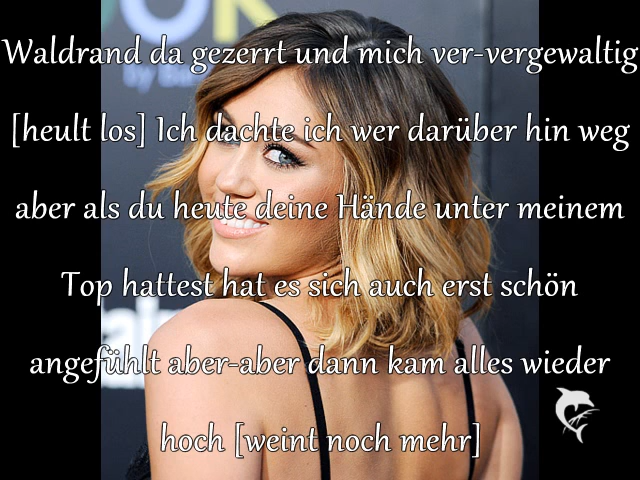 Waldrand da gezerrt und mich ver-vergewaltig
[heult los] Ich dachte ich wer darüber hin weg
aber als du heute deine Hände unter meinem
Top hattest hat es sich auch erst schön
angefühlt aber-aber dann kam alles wieder
hoch [weint noch mehr]